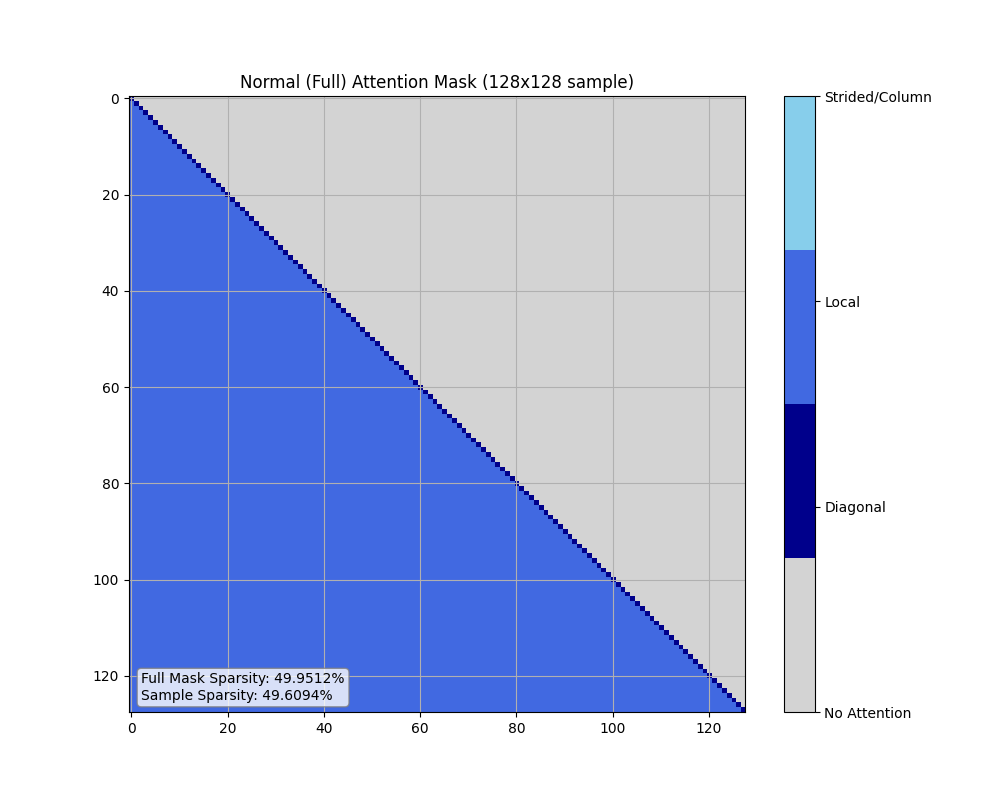 Normal (Full) Attention Mask (128x128 sample)
0
20
40
60
80
100
120
Full Mask Sparsity: 49.9512%
Sample Sparsity: 49.6094%
0 20 40 60 80 100 120
Strided/Column
Local
Diagonal
No Attention